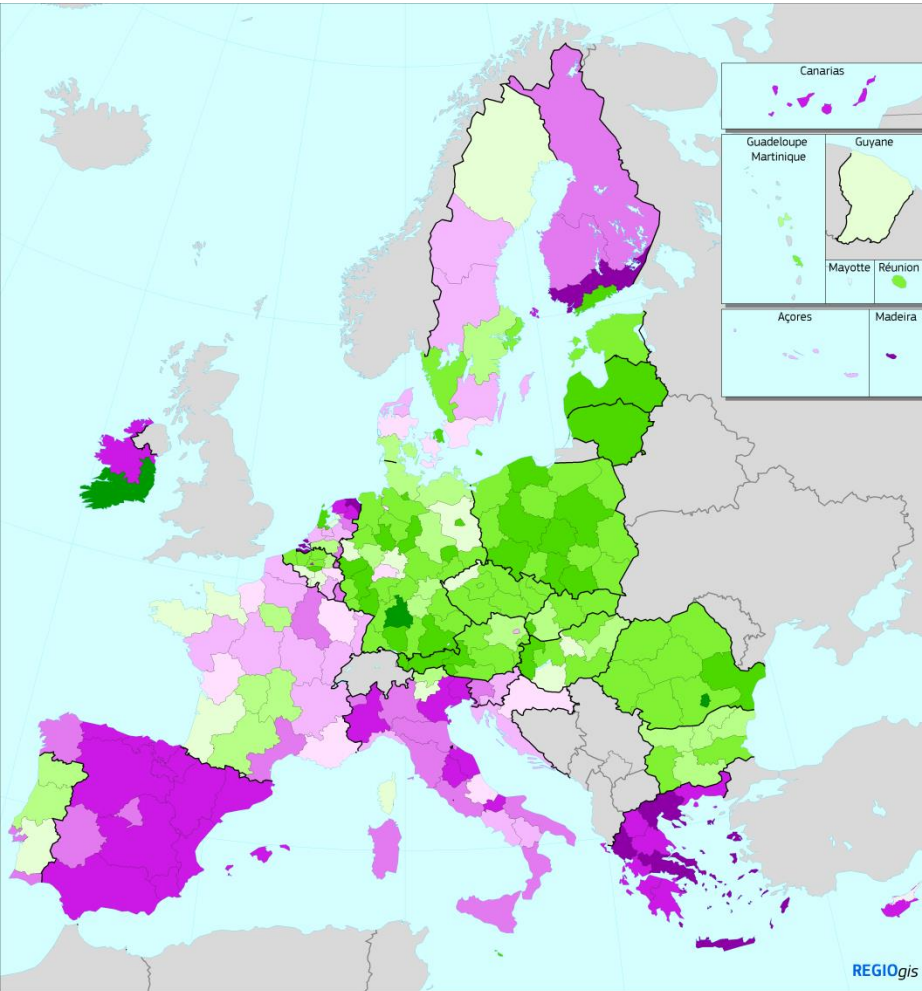 Canarias
Guadeloupe
Martinique
Guyane
Mayotte
Réunion
Açores
Madeira
REGIOgis